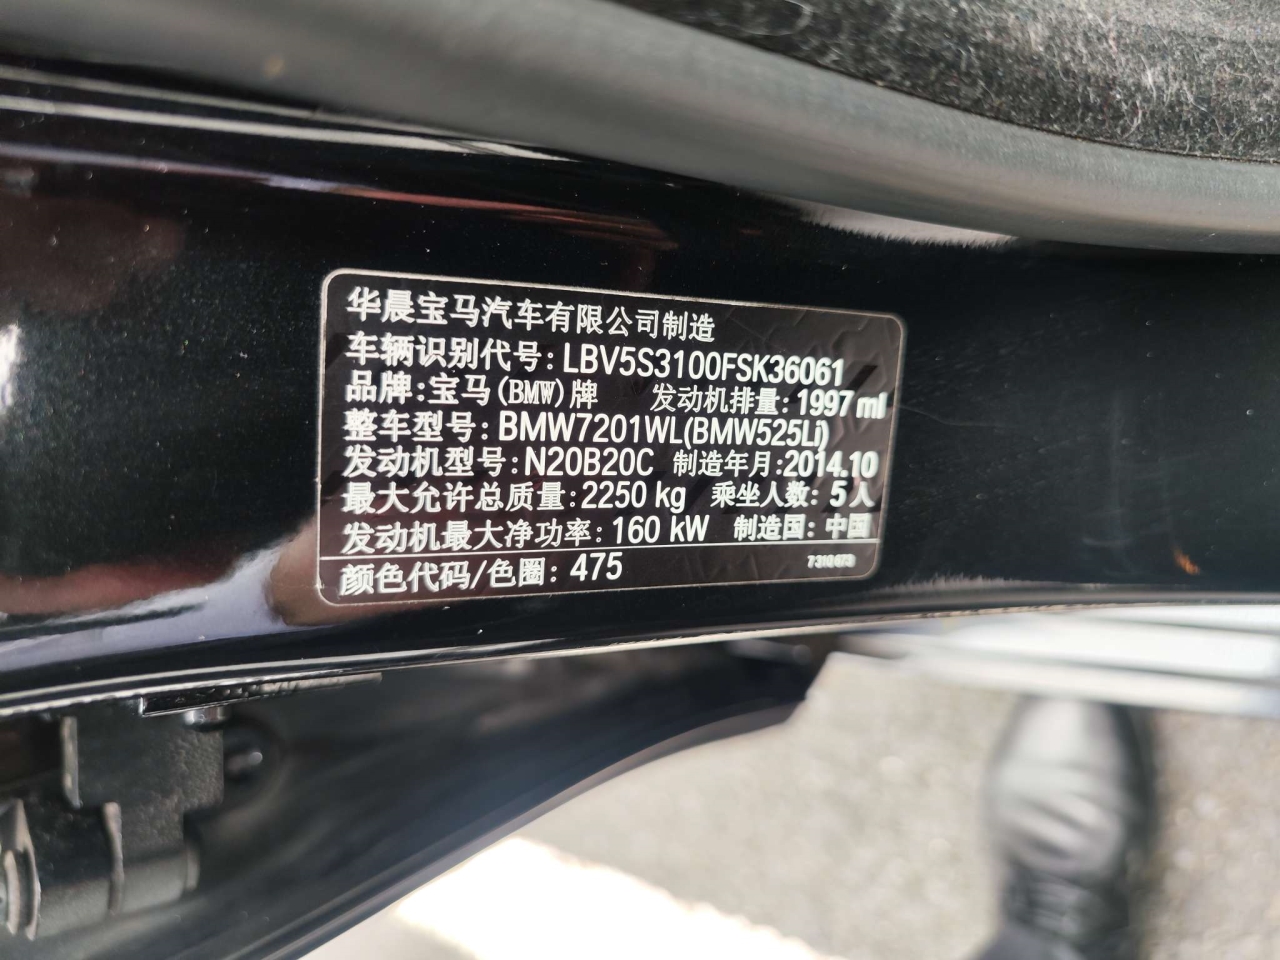 华晨宝马汽车有限公司制造
车辆识别代号: LBV5S3100FSK36061
品牌: 宝马(BMW)牌 发动机排量: 1997 ml
整车型号: BMW7201WL(BMW525Li)
发动机型号: N20B20C 制造年月: 2014.10
最大允许总质量: 2250 kg 乘坐人数: 5人
发动机最大净功率: 160 kW 制造国: 中国
颜色代码/色圈: 475